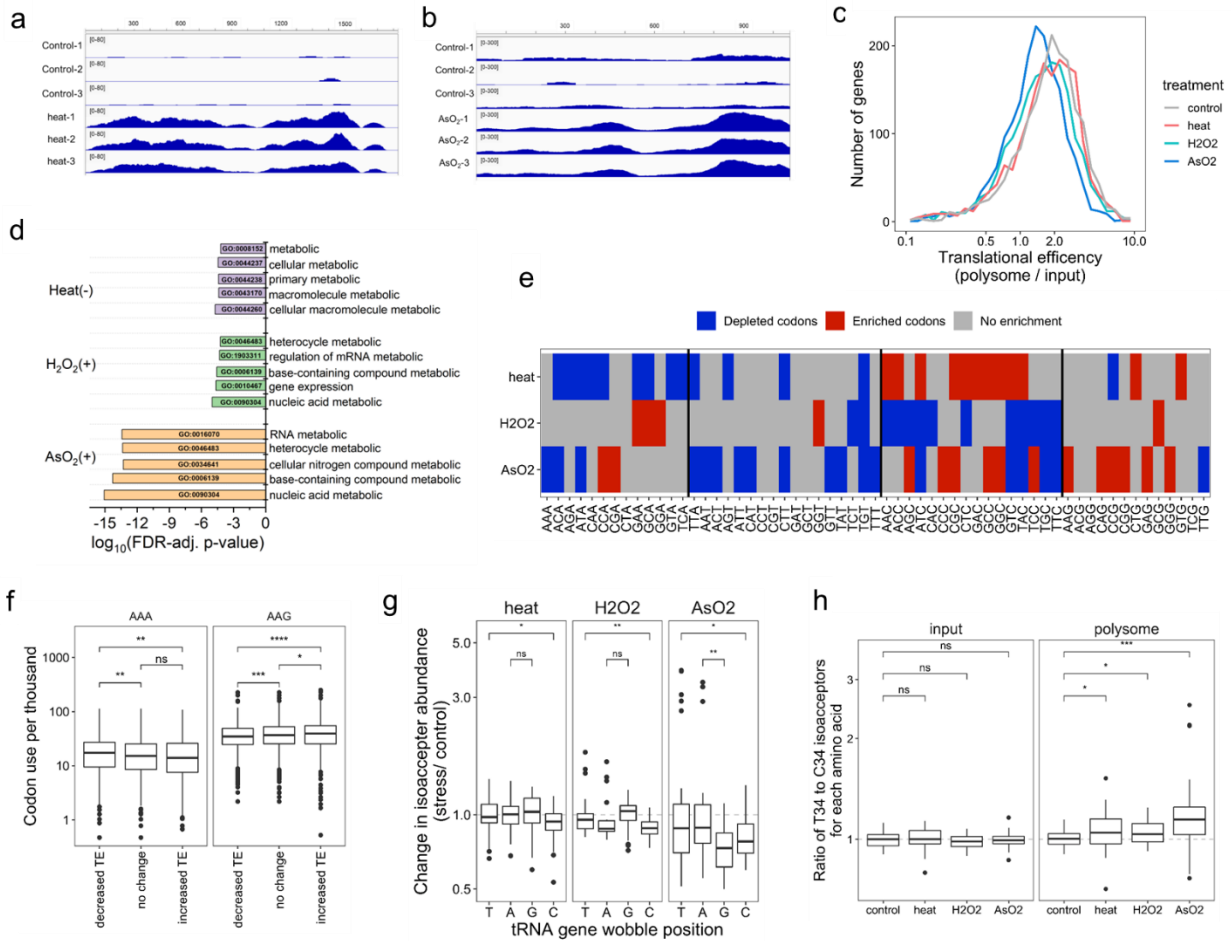 a
300
600
900
1200
1500
Control-1
[0-80]
Control-2
[0-80]
Control-3
[0-80]
heat-1
[0-80]
heat-2
[0-80]
heat-3
[0-80]
b
300
600
900
Control-1
[0-300]
Control-2
[0-300]
Control-3
[0-300]
AsO₂-1
[0-300]
AsO₂-2
[0-300]
AsO₂-3
[0-300]
c
Number of genes
200
100
0
0.1 0.5 1.0 2.0 10.0
Translational efficency
(polysome / input)
treatment
control
heat
H2O2
AsO2
d
Heat(-)
GO:0008152 metabolic
GO:0044237 cellular metabolic
GO:0044238 primary metabolic
GO:0043170 macromolecule metabolic
GO:0044260 cellular macromolecule metabolic
H₂O₂(+)
GO:0046483 heterocycle metabolic
GO:1903311 regulation of mRNA metabolic
GO:0006139 base-containing compound metabolic
GO:0010467 gene expression
GO:0090304 nucleic acid metabolic
AsO₂(+)
GO:0016070 RNA metabolic
GO:0046483 heterocycle metabolic
GO:0034641 cellular nitrogen compound metabolic
GO:0006139 base-containing compound metabolic
GO:0090304 nucleic acid metabolic
-15 -12 -9 -6 -3 0
log₁₀(FDR-adj. p-value)
e
Depleted codons Enriched codons No enrichment
heat
H2O2
AsO2
AAA ACA AGA ATA CAA CCA CGA CTA GAA GCA GGA GTA TCA TTA AAT ACT AGT ATT CAT CCT CGT CTT GAT GCT GGT GTT TAT TCT TGT TTT AAC ACC AGC ATC CAC CCC CGC CTC GAC GCC GGC GTC TAC TCC TGC TTC AAG ACG AGG CAG CCG CGG CTG GAG GCG GGG GTG TCG TTG
f
AAA AAG
Codon use per thousand
1000
100
10
1
** ** ns
**** *** *
decreased TE
no change
increased TE
decreased TE
no change
increased TE
g
heat H2O2 AsO2
Change in isoaccepter abundance
(stress/ control)
5.0
3.0
1.0
0.5
* ns
** ns
* **
T A G C T A G C T A G C
tRNA gene wobble position
h
input polysome
Ratio of T34 to C34 isoacceptors
for each amino acid
3
2
1
ns
ns
ns
***
*
*
control heat H2O2 AsO2 control heat H2O2 AsO2